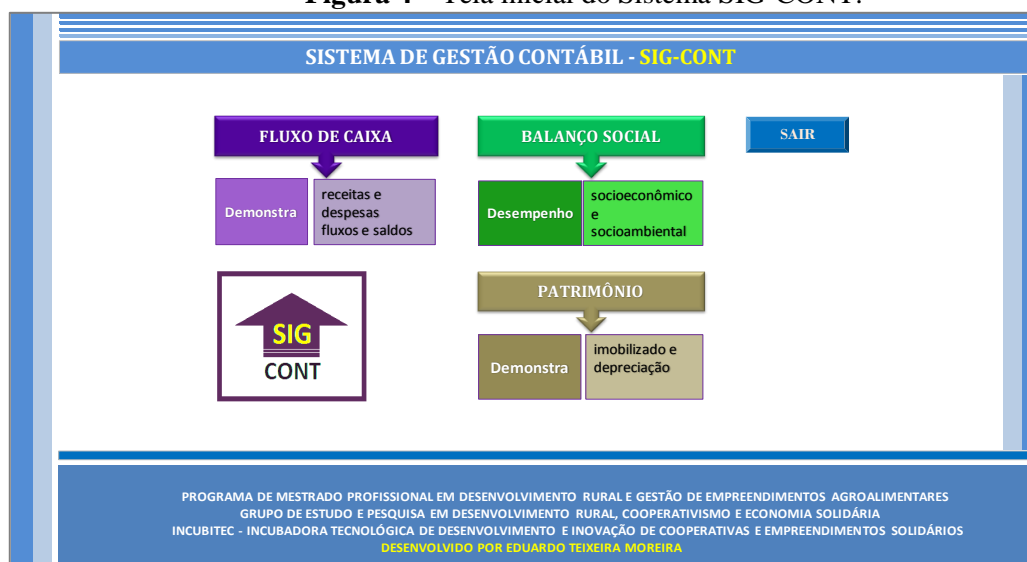 SISTEMA DE GESTÃO CONTÁBIL - SIG-CONT
FLUXO DE CAIXA
BALANÇO SOCIAL
SAIR
Demonstra
receitas e
despesas
fluxos e saldos
Desempenho
socioeconômico
e
socioambiental
SIG
CONT
PATRIMÔNIO
Demonstra
imobilizado e
depreciação
PROGRAMA DE MESTRADO PROFISSIONAL EM DESENVOLVIMENTO RURAL E GESTÃO DE EMPREENDIMENTOS AGROALIMENTARES
GRUPO DE ESTUDO E PESQUISA EM DESENVOLVIMENTO RURAL, COOPERATIVISMO E ECONOMIA SOLIDÁRIA
INCUBITEC - INCUBADORA TECNOLÓGICA DE DESENVOLVIMENTO E INOVAÇÃO DE COOPERATIVAS E EMPREENDIMENTOS SOLIDÁRIOS
DESENVOLVIDO POR EDUARDO TEIXEIRA MOREIRA